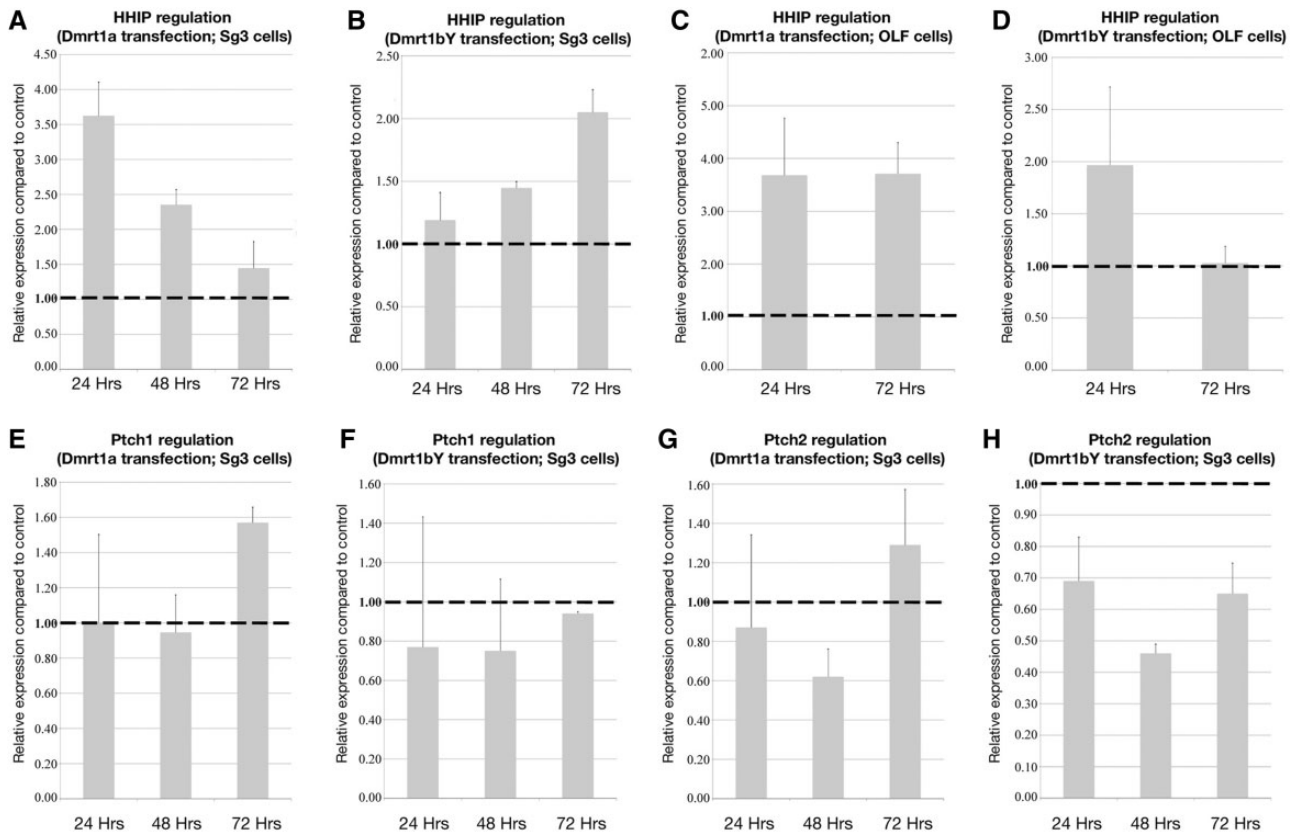 A
HHIP regulation
(Dmrt1a transfection; Sg3 cells)
Relative expression compared to control
4.50
4.00
3.50
3.00
2.50
2.00
1.50
1.00
0.50
0.00
24 Hrs 48 Hrs 72 Hrs
B
HHIP regulation
(Dmrt1bY transfection; Sg3 cells)
Relative expression compared to control
2.50
2.00
1.50
1.00
0.50
0.00
24 Hrs 48 Hrs 72 Hrs
C
HHIP regulation
(Dmrt1a transfection; OLF cells)
Relative expression compared to control
2.00
5.00
4.00
3.00
2.00
1.00
0.00
24 Hrs 72 Hrs
D
HHIP regulation
(Dmrt1bY transfection; OLF cells)
Relative expression compared to control
3.00
2.50
2.00
1.50
1.00
0.50
0.00
24 Hrs 72 Hrs
E
Ptch1 regulation
(Dmrt1a transfection; Sg3 cells)
Relative expression compared to control
1.80
1.60
1.40
1.20
1.00
0.80
0.60
0.40
0.20
0.00
24 Hrs 48 Hrs 72 Hrs
F
Ptch1 regulation
(Dmrt1bY transfection; Sg3 cells)
Relative expression compared to control
1.60
1.40
1.20
1.00
0.80
0.60
0.40
0.20
0.00
24 Hrs 48 Hrs 72 Hrs
G
Ptch2 regulation
(Dmrt1a transfection; Sg3 cells)
Relative expression compared to control
1.60
1.40
1.20
1.00
0.80
0.60
0.40
0.20
0.00
24 Hrs 48 Hrs 72 Hrs
H
Ptch2 regulation
(Dmrt1bY transfection; Sg3 cells)
Relative expression compared to control
1.00
0.90
0.80
0.70
0.60
0.50
0.40
0.30
0.20
0.10
0.00
24 Hrs 48 Hrs 72 Hrs